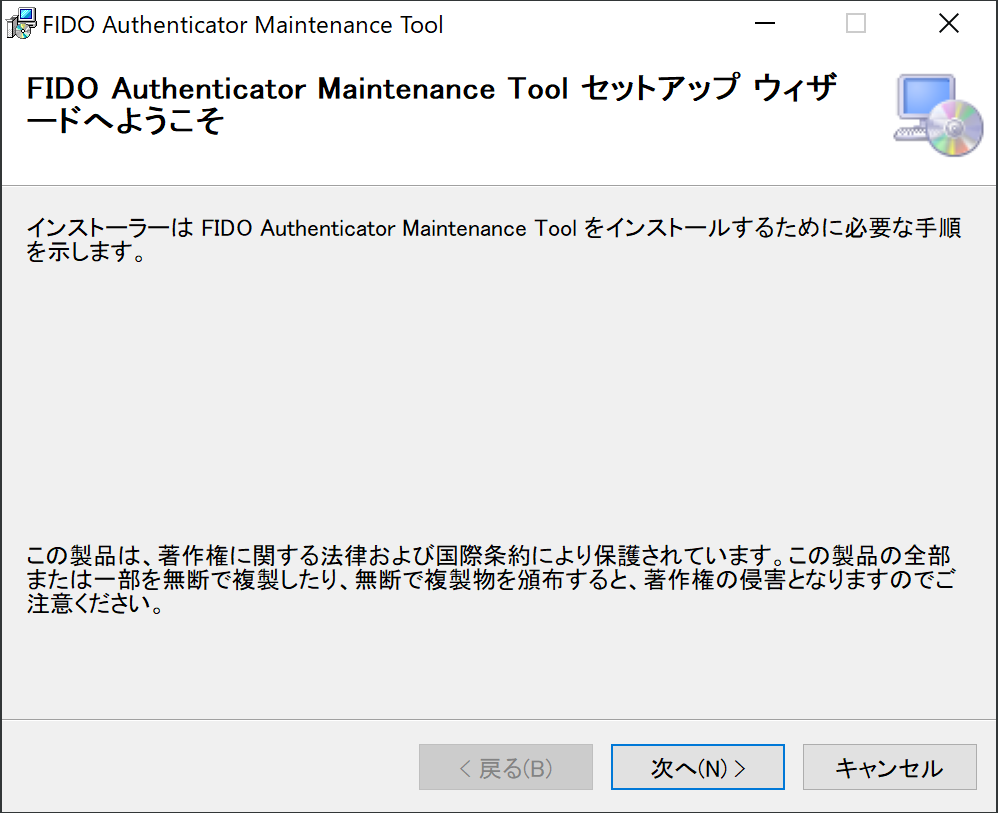 FIDO Authenticator Maintenance Tool
FIDO Authenticator Maintenance Tool セットアップ ウィザ
ードへようこそ
インストーラーは FIDO Authenticator Maintenance Tool をインストールするために必要な手順
を示します。
この製品は、著作権に関する法律および国際条約により保護されています。この製品の全部
または一部を無断で複製したり、無断で複製物を頒布すると、著作権の侵害となりますのでご
注意ください。
< 戻る(B)
次へ(N) >
キャンセル